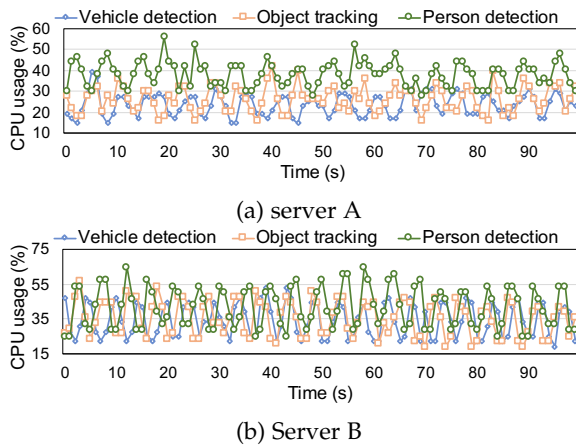 Vehicle detection Object tracking Person detection
CPU usage (%)
60
50
40
30
20
10
0 10 20 30 40 50 60 70 80 90
Time (s)
(a) server A
Vehicle detection Object tracking Person detection
CPU usage (%)
75
55
35
15
0 10 20 30 40 50 60 70 80 90
Time (s)
(b) Server B